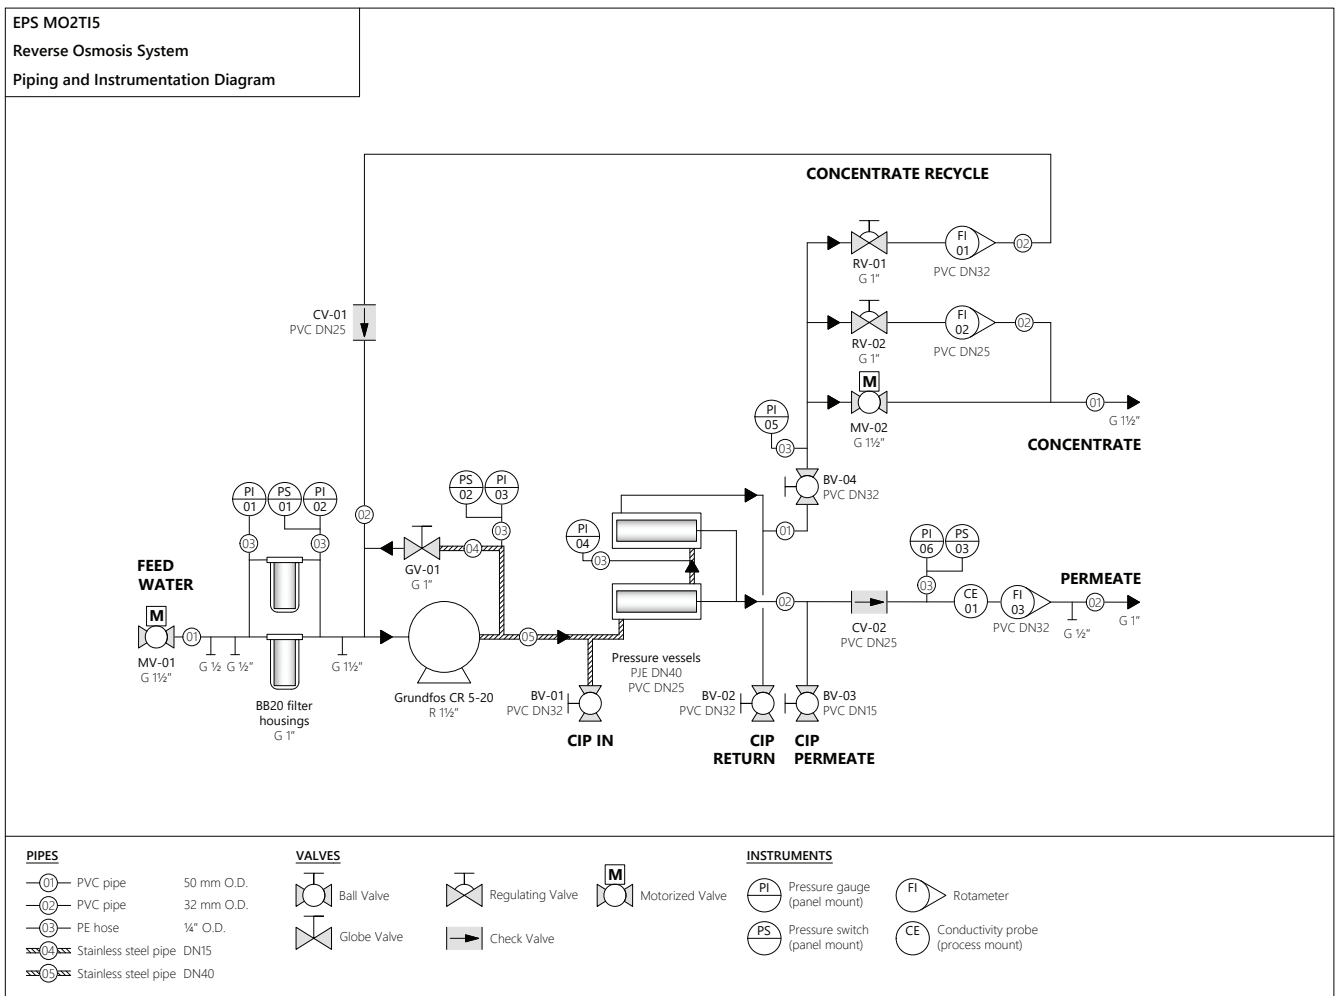 EPS MO2TI5
Reverse Osmosis System
Piping and Instrumentation Diagram
CONCENTRATE RECYCLE
RV-01
G 1"
FI
01
PVC DN32
02
CV-01
PVC DN25
RV-02
G 1"
FI
02
PVC DN25
02
M
MV-02
G 1½"
01
G 1½"
CONCENTRATE
PI
05
03
BV-04
PVC DN32
01
PI
01
PS
01
PI
02
03
03
02
PS
02
PI
03
03
04
GV-01
G 1"
PI
04
03
FEED
WATER
M
MV-01
G 1½"
01
G ½
G ½"
G 1½"
BB20 filter
housings
G 1"
Grundfos CR 5-20
R 1½"
05
BV-01
PVC DN32
CIP IN
Pressure vessels
PJE DN40
PVC DN25
BV-02
PVC DN32
CIP
RETURN
BV-03
PVC DN15
CIP
PERMEATE
02
CV-02
PVC DN25
PI
06
PS
03
03
CE
01
FI
03
PVC DN32
G ½"
02
PERMEATE
G 1"
PIPES
01 PVC pipe 50 mm O.D.
02 PVC pipe 32 mm O.D.
03 PE hose ¼" O.D.
04 Stainless steel pipe DN15
05 Stainless steel pipe DN40
VALVES
Ball Valve
Globe Valve
Regulating Valve
Check Valve
M
Motorized Valve
INSTRUMENTS
PI
Pressure gauge
(panel mount)
PS
Pressure switch
(panel mount)
FI
Rotameter
CE
Conductivity probe
(process mount)